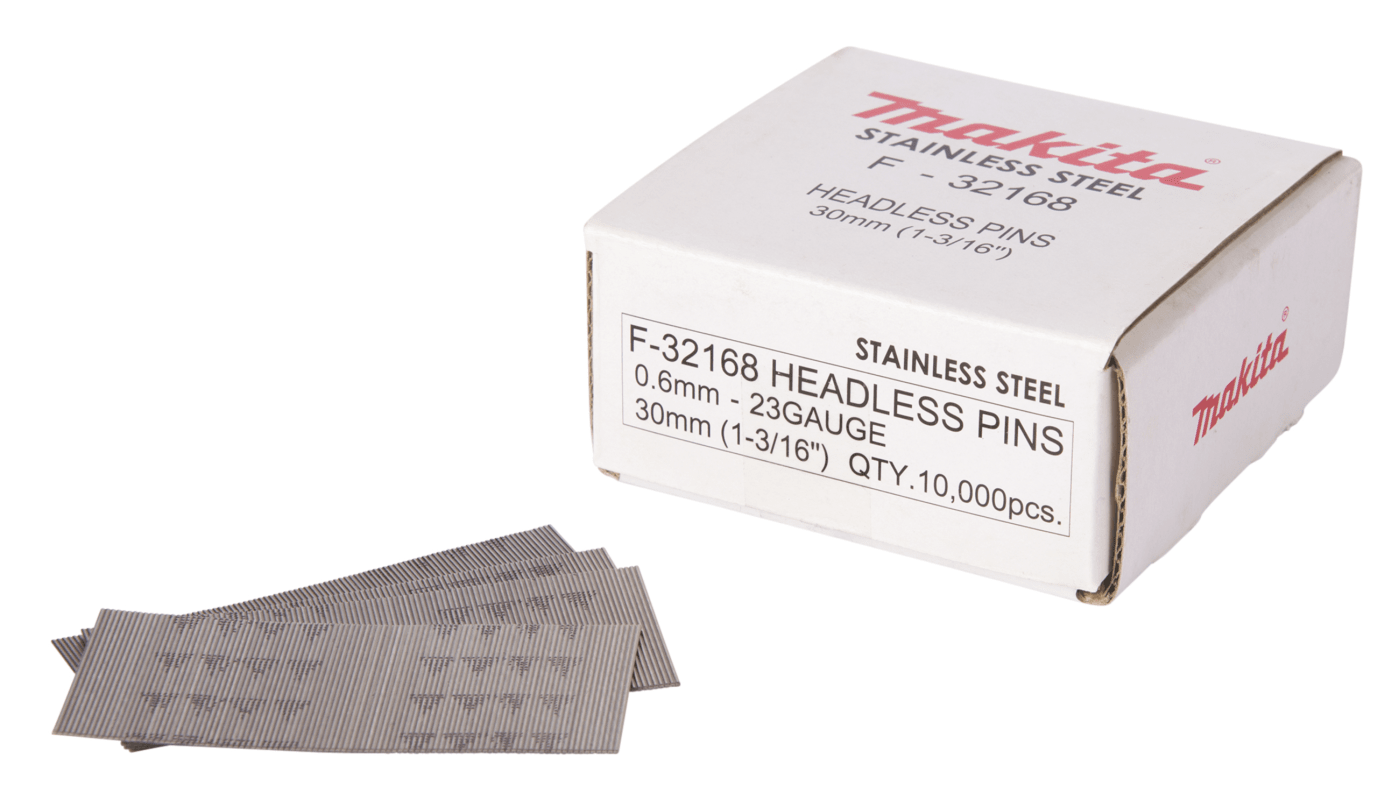 makita®
STAINLESS STEEL
F - 32168
HEADLESS PINS
30mm (1-3/16")
STAINLESS STEEL
F-32168 HEADLESS PINS
0.6mm - 23GAUGE
30mm (1-3/16") QTY.10,000pcs.
makita®